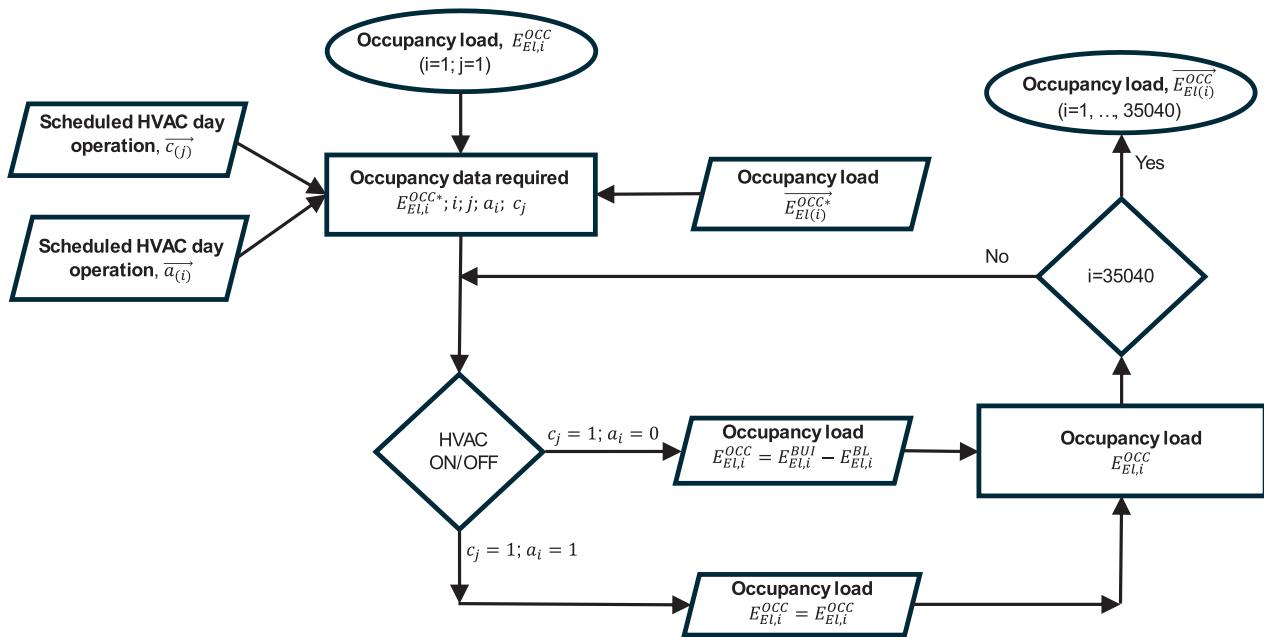 Occupancy load, $E_{El,i}^{OCC}$
(i=1; j=1)
Scheduled HVAC day
operation, $\overrightarrow{c_{(j)}}$
Scheduled HVAC day
operation, $\overrightarrow{a_{(i)}}$
Occupancy data required
$E_{El,i}^{OCC*}; i; j; a_i; c_j$
Occupancy load
$\overrightarrow{E_{El(i)}^{OCC*}}$
Occupancy load, $\overrightarrow{E_{El(i)}^{OCC}}$
(i=1, ..., 35040)
Yes
No
i=35040
HVAC
ON/OFF
$c_j = 1; a_i = 0$
Occupancy load
$E_{El,i}^{OCC} = E_{El,i}^{BUI} - E_{El,i}^{BL}$
Occupancy load
$E_{El,i}^{OCC}$
$c_j = 1; a_i = 1$
Occupancy load
$E_{El,i}^{OCC} = E_{El,i}^{OCC}$